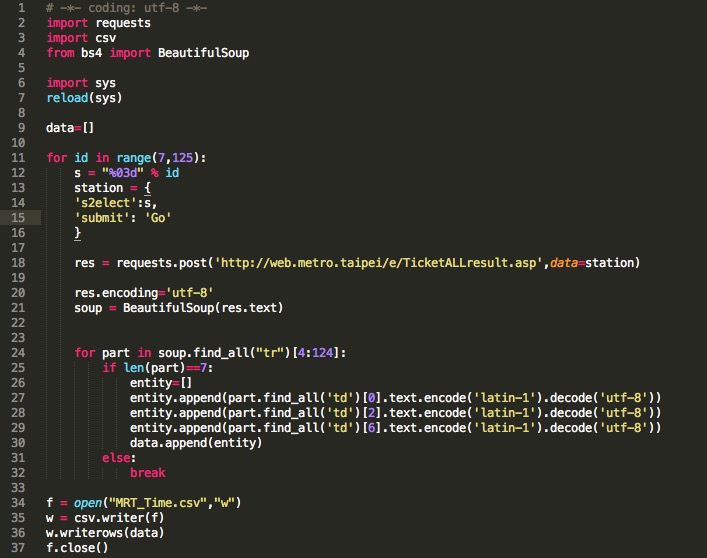 1 # -*- coding: utf-8 -*-
2 import requests
3 import csv
4 from bs4 import BeautifulSoup
5
6 import sys
7 reload(sys)
8
9 data=[]
10
11 for id in range(7,125):
12     s = "%03d" % id
13     station = {
14     's2elect':s,
15     'submit': 'Go'
16     }
17
18     res = requests.post('http://web.metro.taipei/e/TicketALLresult.asp',data=station)
19
20     res.encoding='utf-8'
21     soup = BeautifulSoup(res.text)
22
23
24     for part in soup.find_all("tr")[4:124]:
25         if len(part)==7:
26             entity=[]
27             entity.append(part.find_all('td')[0].text.encode('latin-1').decode('utf-8'))
28             entity.append(part.find_all('td')[2].text.encode('latin-1').decode('utf-8'))
29             entity.append(part.find_all('td')[6].text.encode('latin-1').decode('utf-8'))
30             data.append(entity)
31         else:
32             break
33
34 f = open("MRT_Time.csv","w")
35 w = csv.writer(f)
36 w.writerows(data)
37 f.close()